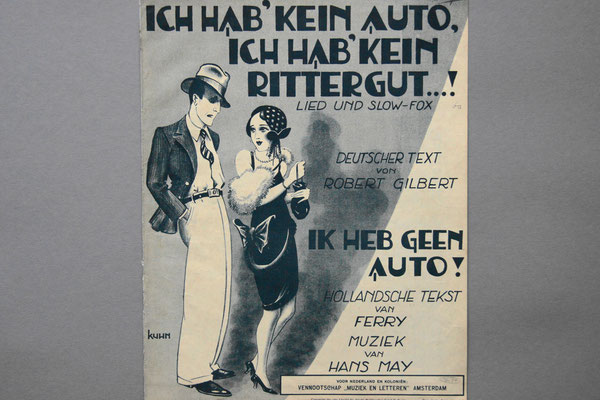 ICH HAB' KEIN AUTO,
ICH HAB' KEIN
RITTERGUT...!
LIED UND SLOW-FOX
DEUTSCHER TEXT
VON
ROBERT GILBERT
IK HEB GEEN
AUTO!
HOLLANDSCHE TEKST
VAN
FERRY
MUZIEK
VAN
HANS MAY
KUHN
VOOR NEDERLAND EN KOLONIËN:
VENNOOTSCHAP „MUZIEK EN LETTEREN" AMSTERDAM